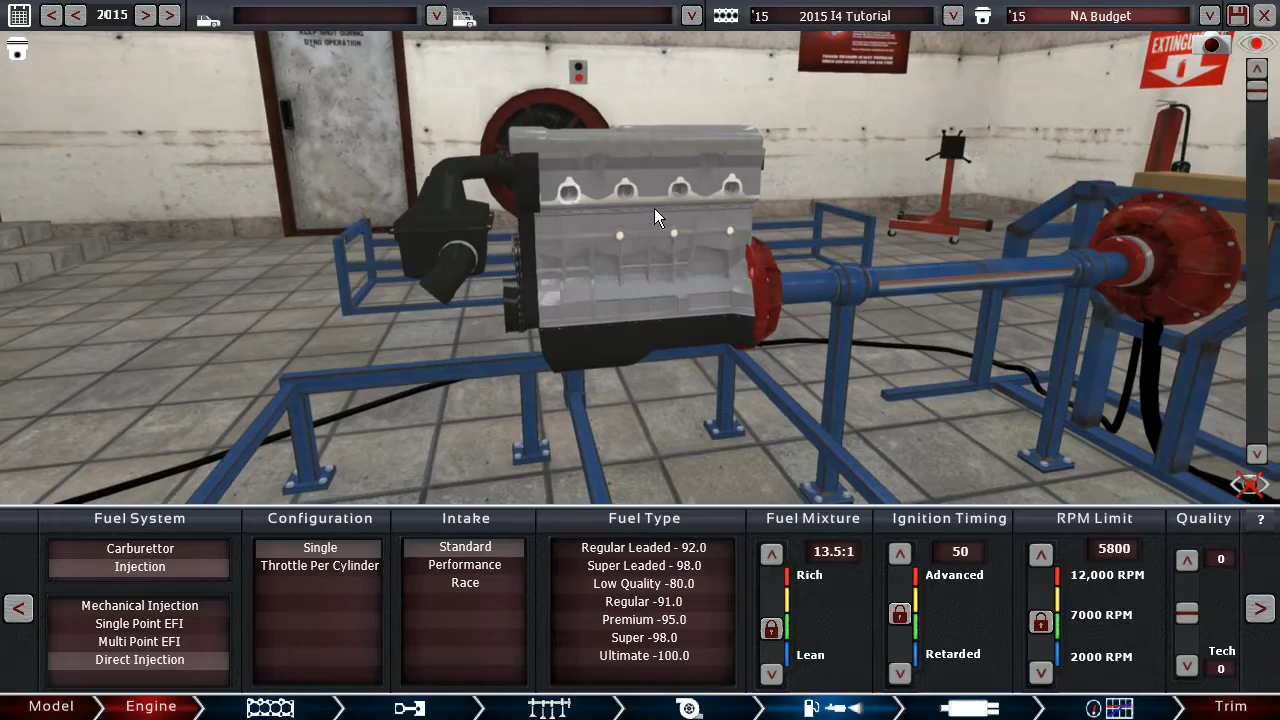 2015
'15 2015 I4 Tutorial
'15 NA Budget
KEEP SHUT DURING
DYNO OPERATION
Fuel System
Carburettor
Injection
Mechanical Injection
Single Point EFI
Multi Point EFI
Direct Injection
Configuration
Single
Throttle Per Cylinder
Intake
Standard
Performance
Race
Fuel Type
Regular Leaded - 92.0
Super Leaded - 98.0
Low Quality -80.0
Regular -91.0
Premium -95.0
Super -98.0
Ultimate -100.0
Fuel Mixture
13.5:1
Rich
Lean
Ignition Timing
50
Advanced
Retarded
RPM Limit
5800
12,000 RPM
7000 RPM
2000 RPM
Quality
0
Tech
0
?
Model
Engine
Trim